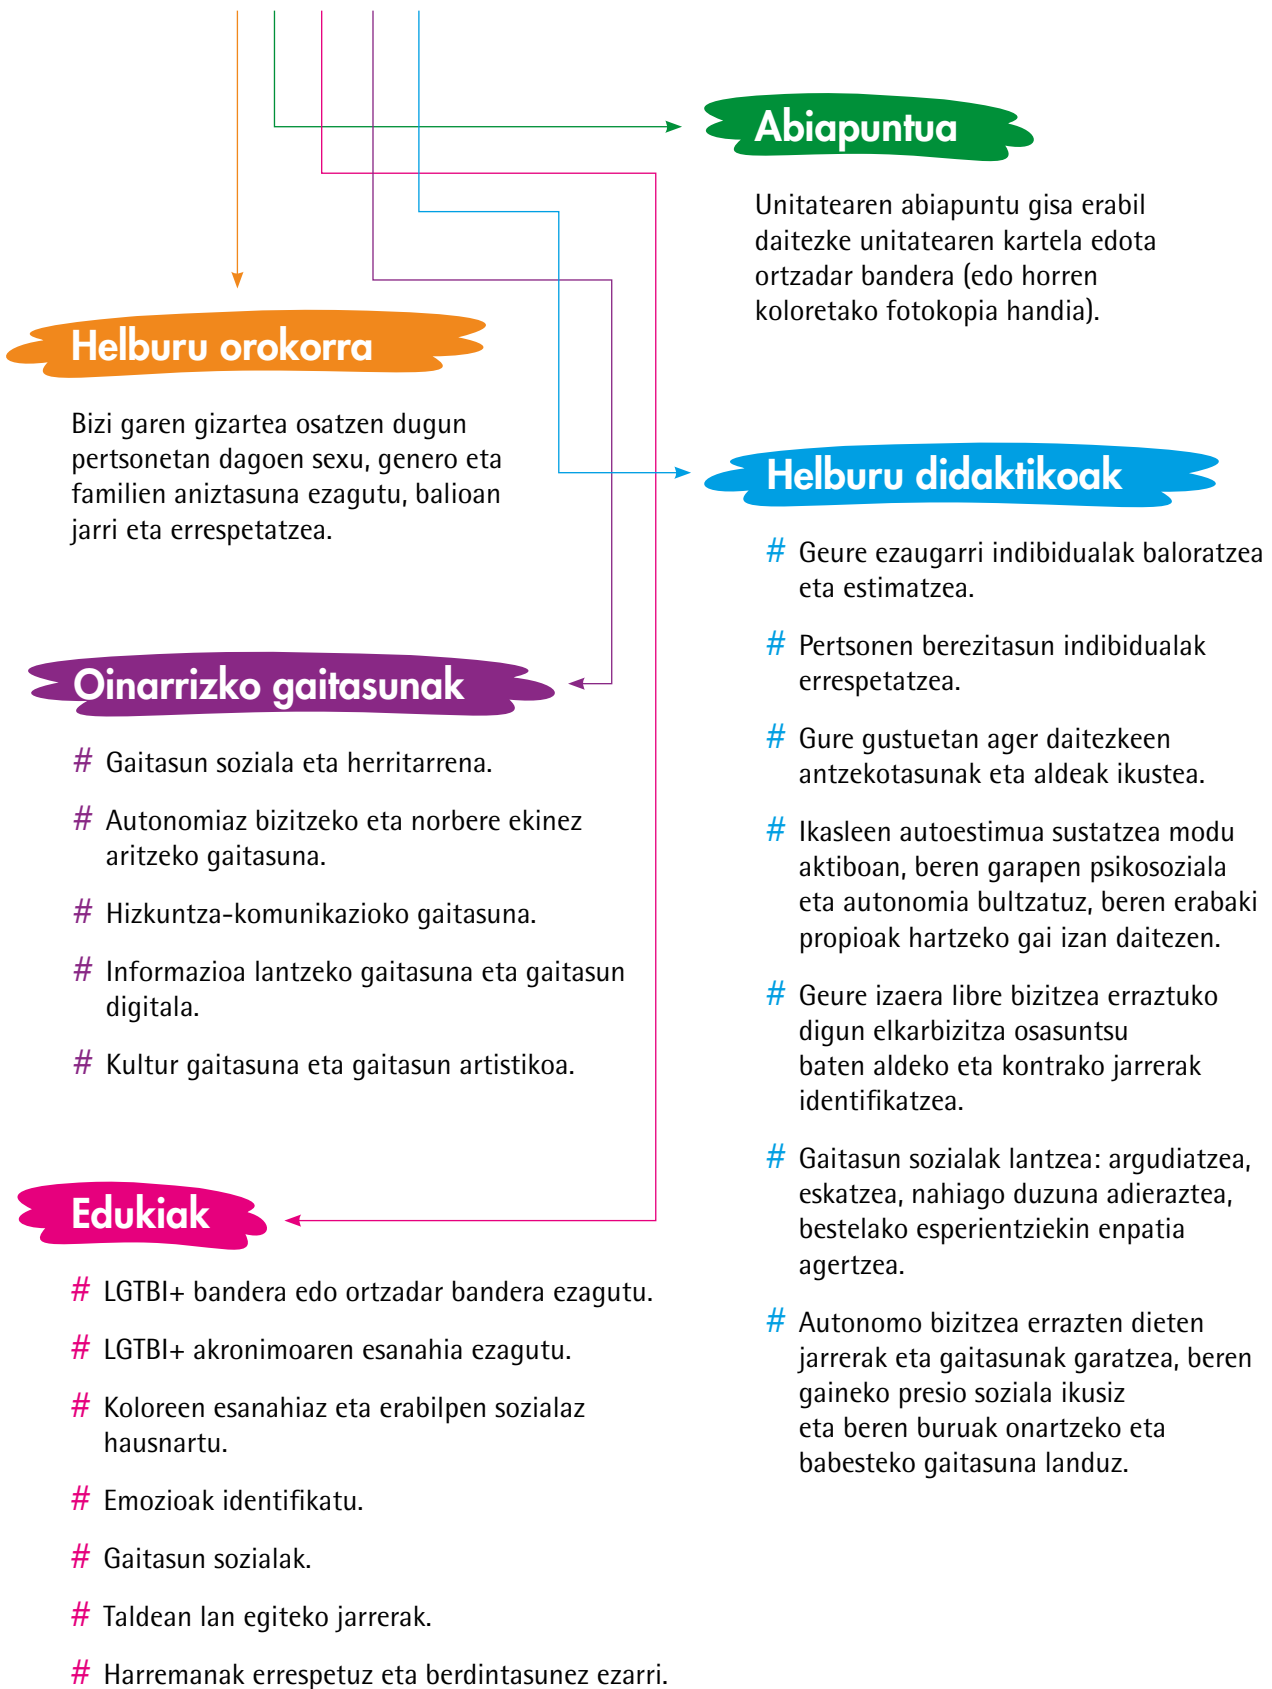 Abiapuntua
Unitatearen abiapuntu gisa erabil
daitezke unitatearen kartela edota
ortzadar bandera (edo horren
koloretako fotokopia handia).
Helburu orokorra
Bizi garen gizartea osatzen dugun
pertsonetan dagoen sexu, genero eta
familien aniztasuna ezagutu, balioan
jarri eta errespetatzea.
Helburu didaktikoak
# Geure ezaugarri indibidualak baloratzea
eta estimatzea.
# Pertsonen berezitasun indibidualak
errespetatzea.
# Gure gustuetan ager daitezkeen
antzekotasunak eta aldeak ikustea.
# Ikasleen autoestimua sustatzea modu
aktiboan, beren garapen psikosoziala
eta autonomia bultzatuz, beren erabaki
propioak hartzeko gai izan daitezen.
# Geure izaera libre bizitzea erraztuko
digun elkarbizitza osasuntsu
baten aldeko eta kontrako jarrerak
identifikatzea.
# Gaitasun sozialak lantzea: argudiatzea,
eskatzea, nahiago duzuna adieraztea,
bestelako esperientziekin enpatia
agertzea.
# Autonomo bizitzea errazten dieten
jarrerak eta gaitasunak garatzea, beren
gaineko presio soziala ikusiz
eta beren buruak onartzeko eta
babesteko gaitasuna landuz.
Oinarrizko gaitasunak
# Gaitasun soziala eta herritarrena.
# Autonomiaz bizitzeko eta norbere ekinez
aritzeko gaitasuna.
# Hizkuntza-komunikazioko gaitasuna.
# Informazioa lantzeko gaitasuna eta gaitasun
digitala.
# Kultur gaitasuna eta gaitasun artistikoa.
Edukiak
# LGTBI+ bandera edo ortzadar bandera ezagutu.
# LGTBI+ akronimoaren esanahia ezagutu.
# Koloreen esanahiaz eta erabilpen sozialaz
hausnartu.
# Emozioak identifikatu.
# Gaitasun sozialak.
# Taldean lan egiteko jarrerak.
# Harremanak errespetuz eta berdintasunez ezarri.